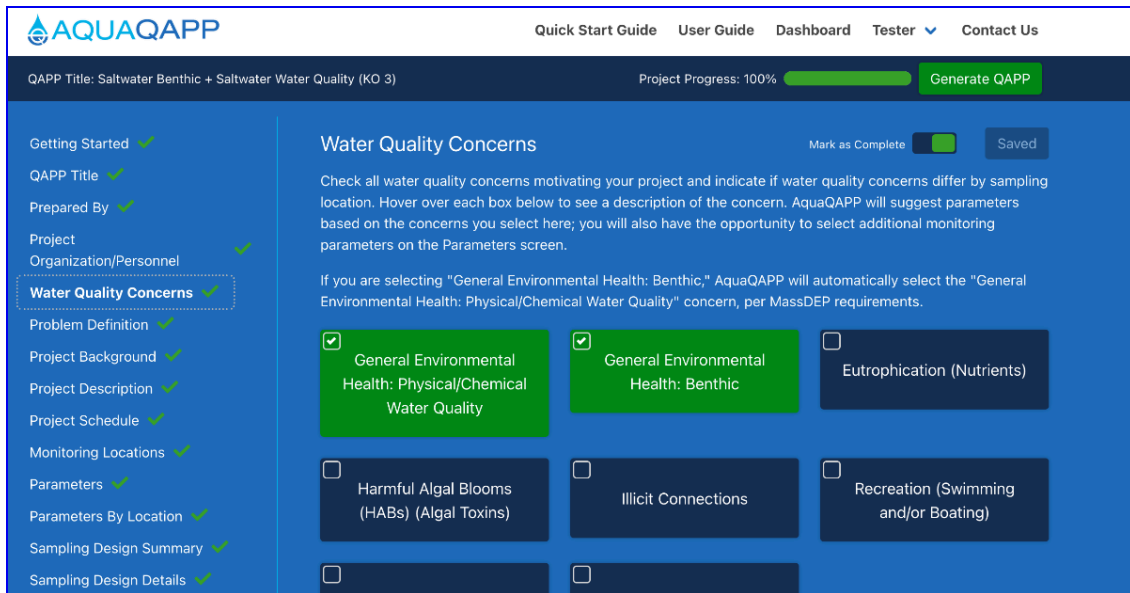 AQUAQAPP
Quick Start Guide User Guide Dashboard Tester Contact Us
QAPP Title: Saltwater Benthic + Saltwater Water Quality (KO 3)
Project Progress: 100%
Generate QAPP
Getting Started
QAPP Title
Prepared By
Project
Organization/Personnel
Water Quality Concerns
Problem Definition
Project Background
Project Description
Project Schedule
Monitoring Locations
Parameters
Parameters By Location
Sampling Design Summary
Sampling Design Details
Water Quality Concerns
Mark as Complete
Saved
Check all water quality concerns motivating your project and indicate if water quality concerns differ by sampling
location. Hover over each box below to see a description of the concern. AquaQAPP will suggest parameters
based on the concerns you select here; you will also have the opportunity to select additional monitoring
parameters on the Parameters screen.
If you are selecting "General Environmental Health: Benthic," AquaQAPP will automatically select the "General
Environmental Health: Physical/Chemical Water Quality" concern, per MassDEP requirements.
General Environmental
Health: Physical/Chemical
Water Quality
General Environmental
Health: Benthic
Eutrophication (Nutrients)
Harmful Algal Blooms
(HABs) (Algal Toxins)
Illicit Connections
Recreation (Swimming
and/or Boating)